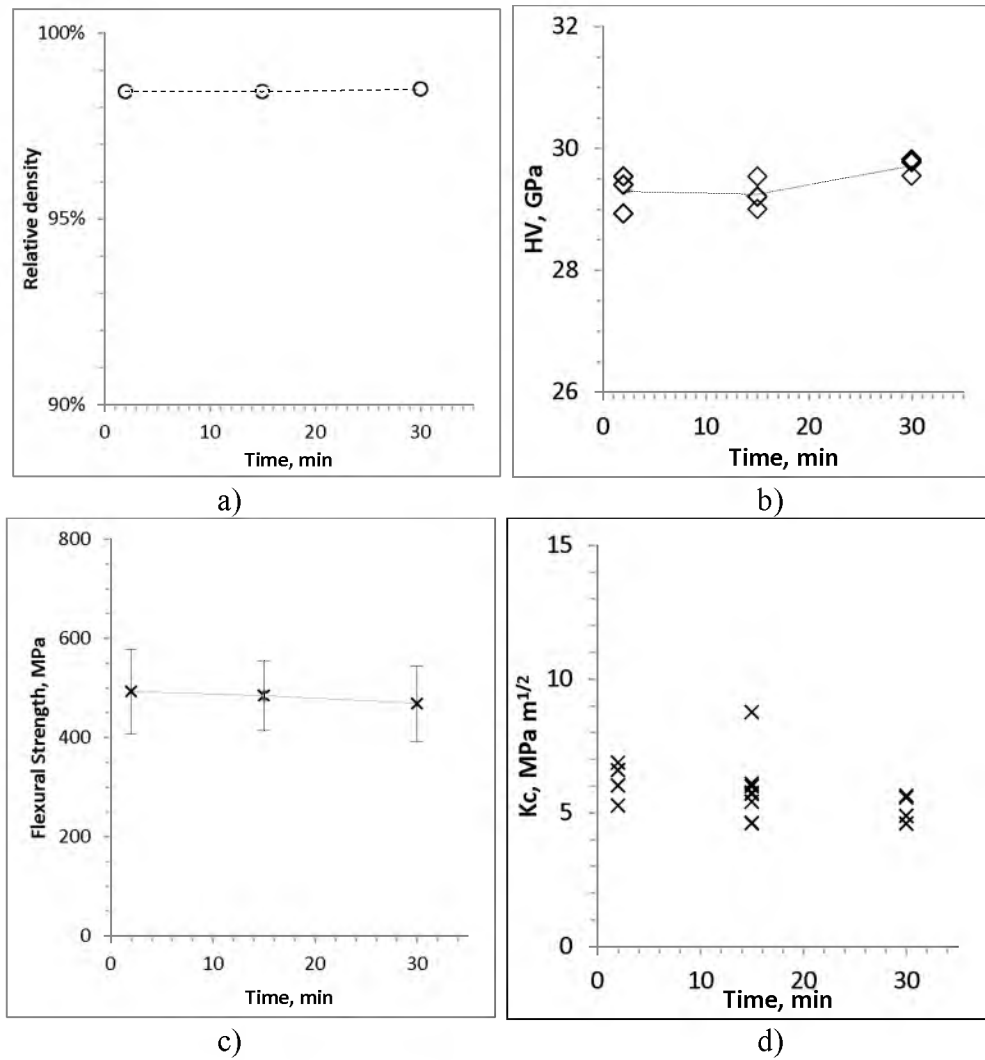 100%
95%
90%
Relative density
0 10 20 30
Time, min
a)
32
30
28
26
HV, GPa
0 10 20 30
Time, min
b)
800
600
400
200
0
Flexural Strength, MPa
0 10 20 30
Time, min
c)
15
10
5
0
Kc, MPa m^1/2
0 10 20 30
Time, min
d)